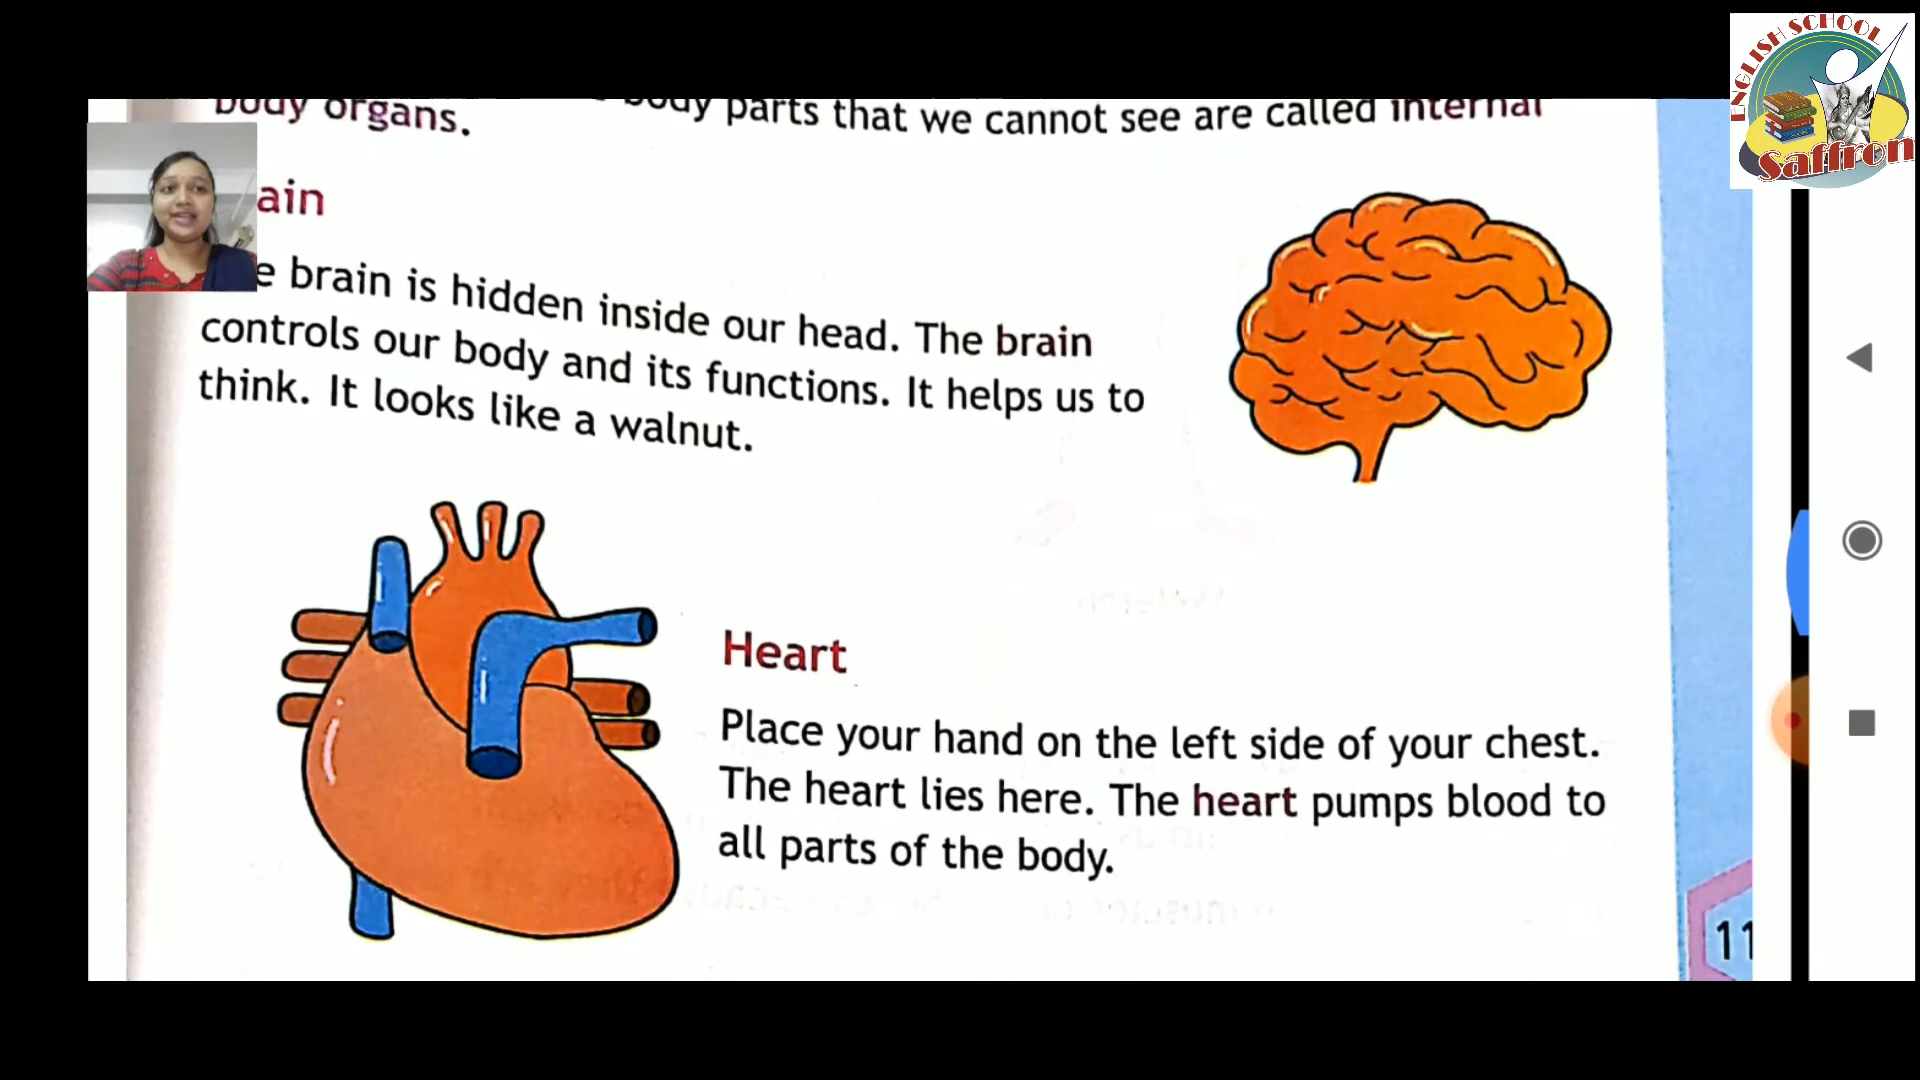 body parts that we cannot see are called internal
body organs.
ain
e brain is hidden inside our head. The brain
controls our body and its functions. It helps us to
think. It looks like a walnut.
Heart
Place your hand on the left side of your chest.
The heart lies here. The heart pumps blood to
all parts of the body.
11
ENGLISH SCHOOL
Saffron